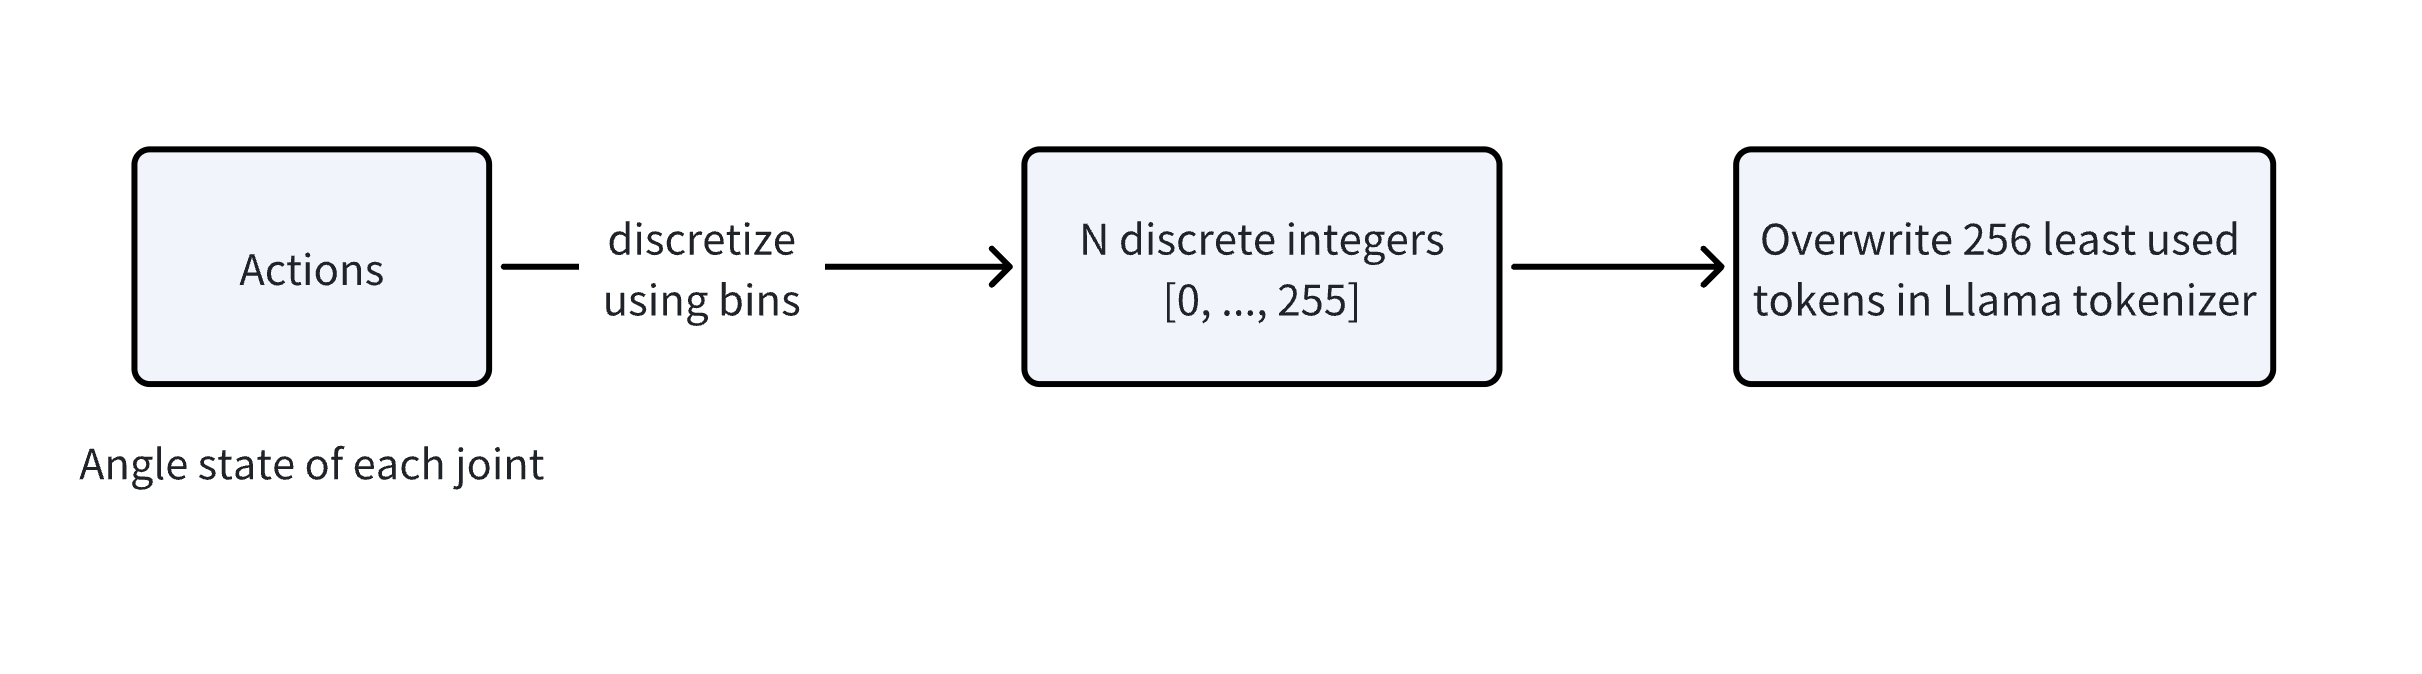 Actions
discretize
using bins
N discrete integers
[0, ..., 255]
Overwrite 256 least used
tokens in Llama tokenizer
Angle state of each joint